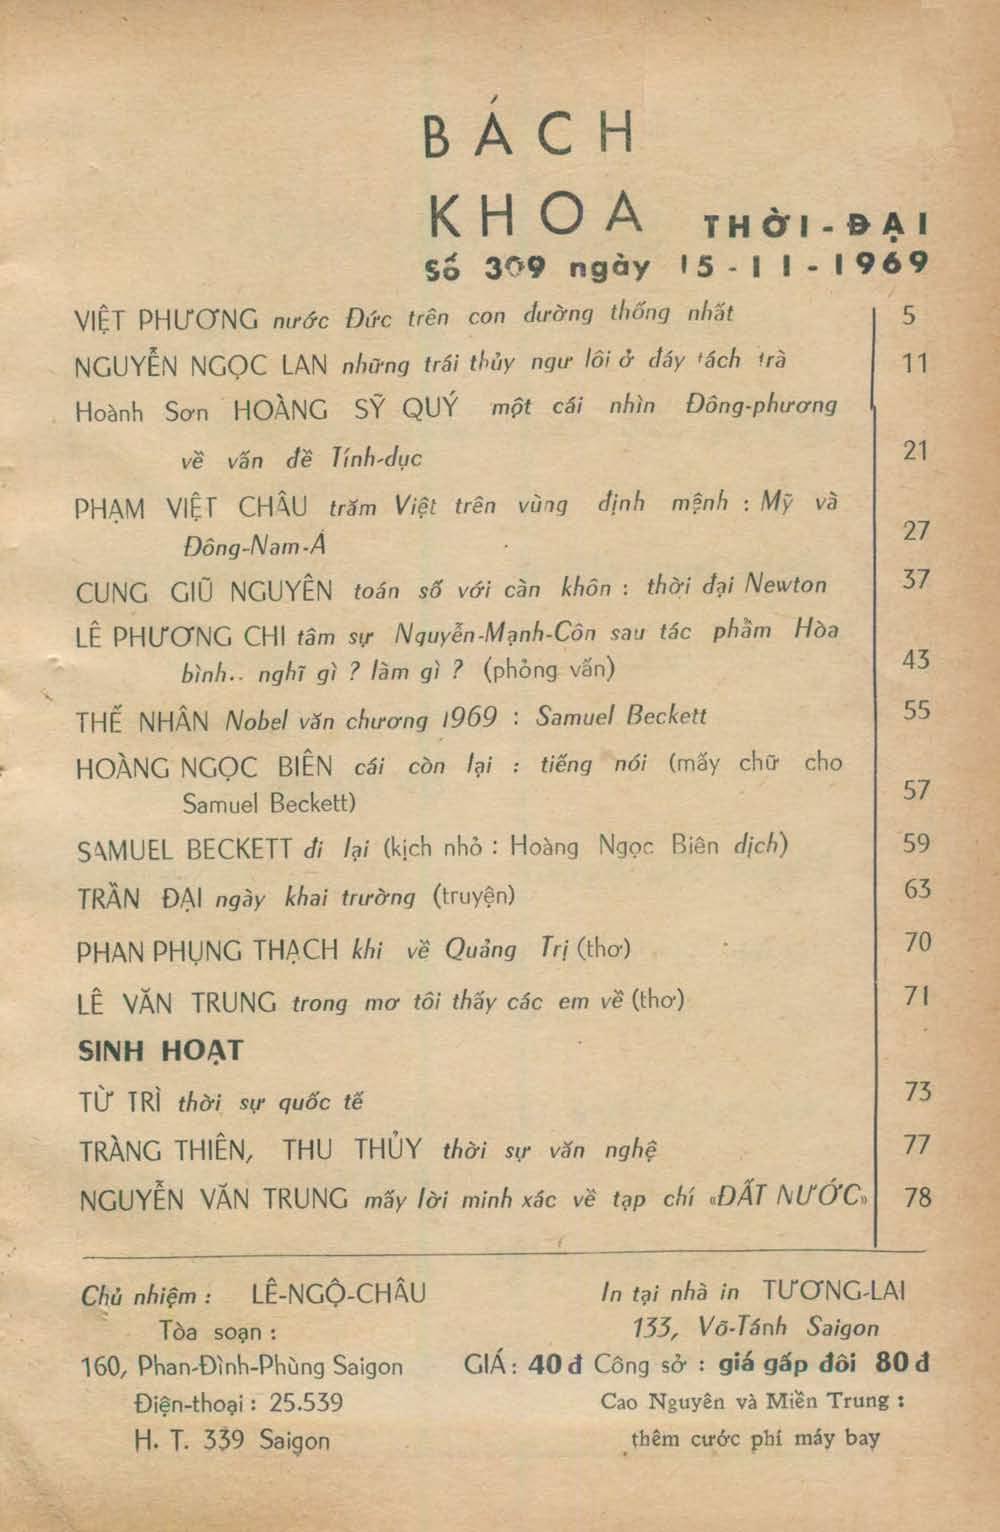 BÁCH
KHOA THỜI-ĐẠI
Số 309 ngày 15-11-1969
VIỆT PHƯƠNG nước Đức trên con đường thống nhất 5
NGUYỄN NGỌC LAN những trái thủy ngư lôi ở đáy tách trà 11
Hoành Sơn HOÀNG SỸ QUÝ một cái nhìn Đông-phương
về vấn đề Tính-dục 21
PHẠM VIỆT CHÂU trăm Việt trên vùng định mệnh : Mỹ và
Đông-Nam-Á 27
CUNG GIŨ NGUYÊN toán số với càn khôn : thời đại Newton 37
LÊ PHƯƠNG CHI tâm sự Nguyễn-Mạnh-Côn sau tác phẩm Hòa
bình.. nghĩ gì ? làm gì ? (phỏng vấn) 43
THẾ NHÂN Nobel văn chương 1969 : Samuel Beckett 55
HOÀNG NGỌC BIÊN cái còn lại : tiếng nói (mấy chữ cho
Samuel Beckett) 57
SAMUEL BECKETT đi lại (kịch nhỏ : Hoàng Ngọc Biên dịch) 59
TRẦN ĐẠI ngày khai trường (truyện) 63
PHAN PHỤNG THẠCH khi về Quảng Trị (thơ) 70
LÊ VĂN TRUNG trong mơ tôi thấy các em về (thơ) 71
SINH HOẠT
TỪ TRÌ thời sự quốc tế 73
TRÀNG THIÊN, THU THỦY thời sự văn nghệ 77
NGUYỄN VĂN TRUNG mấy lời minh xác về tạp chí «ĐẤT NƯỚC» 78
Chủ nhiệm : LÊ-NGỘ-CHÂU
Tòa soạn :
160, Phan-Đình-Phùng Saigon
Điện-thoại : 25.539
H. T. 339 Saigon
In tại nhà in TƯƠNG-LAI
133, Võ-Tánh Saigon
GIÁ : 40 đ Công sở : giá gấp đôi 80 đ
Cao Nguyên và Miền Trung :
thêm cước phí máy bay